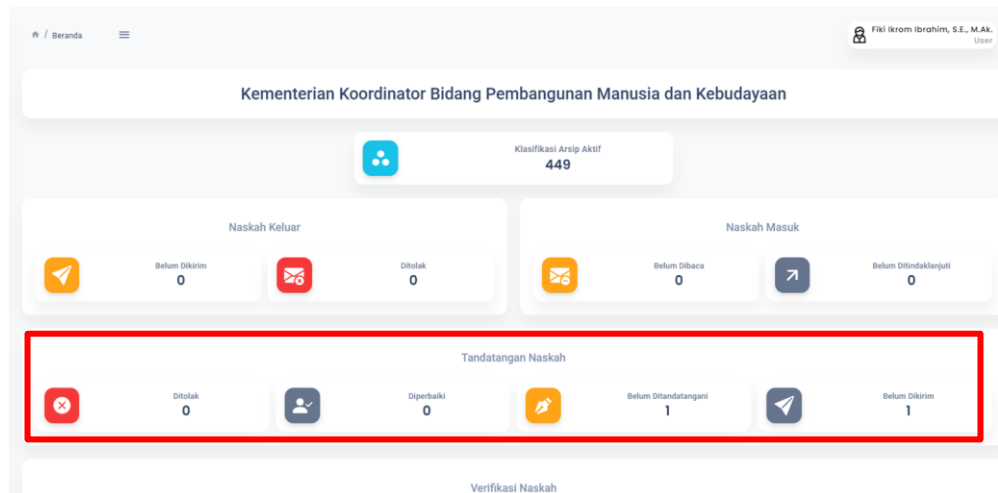 / Beranda
Fiki Ikrom Ibrahim, S.E., M.Ak.
User
Kementerian Koordinator Bidang Pembangunan Manusia dan Kebudayaan
Klasifikasi Arsip Aktif
449
Naskah Keluar
Belum Dikirim
0
Ditolak
0
Naskah Masuk
Belum Dibaca
0
Belum Ditindaklanjuti
0
Tandatangan Naskah
Ditolak
0
Diperbaiki
0
Belum Ditandatangani
1
Belum Dikirim
1
Verifikasi Naskah